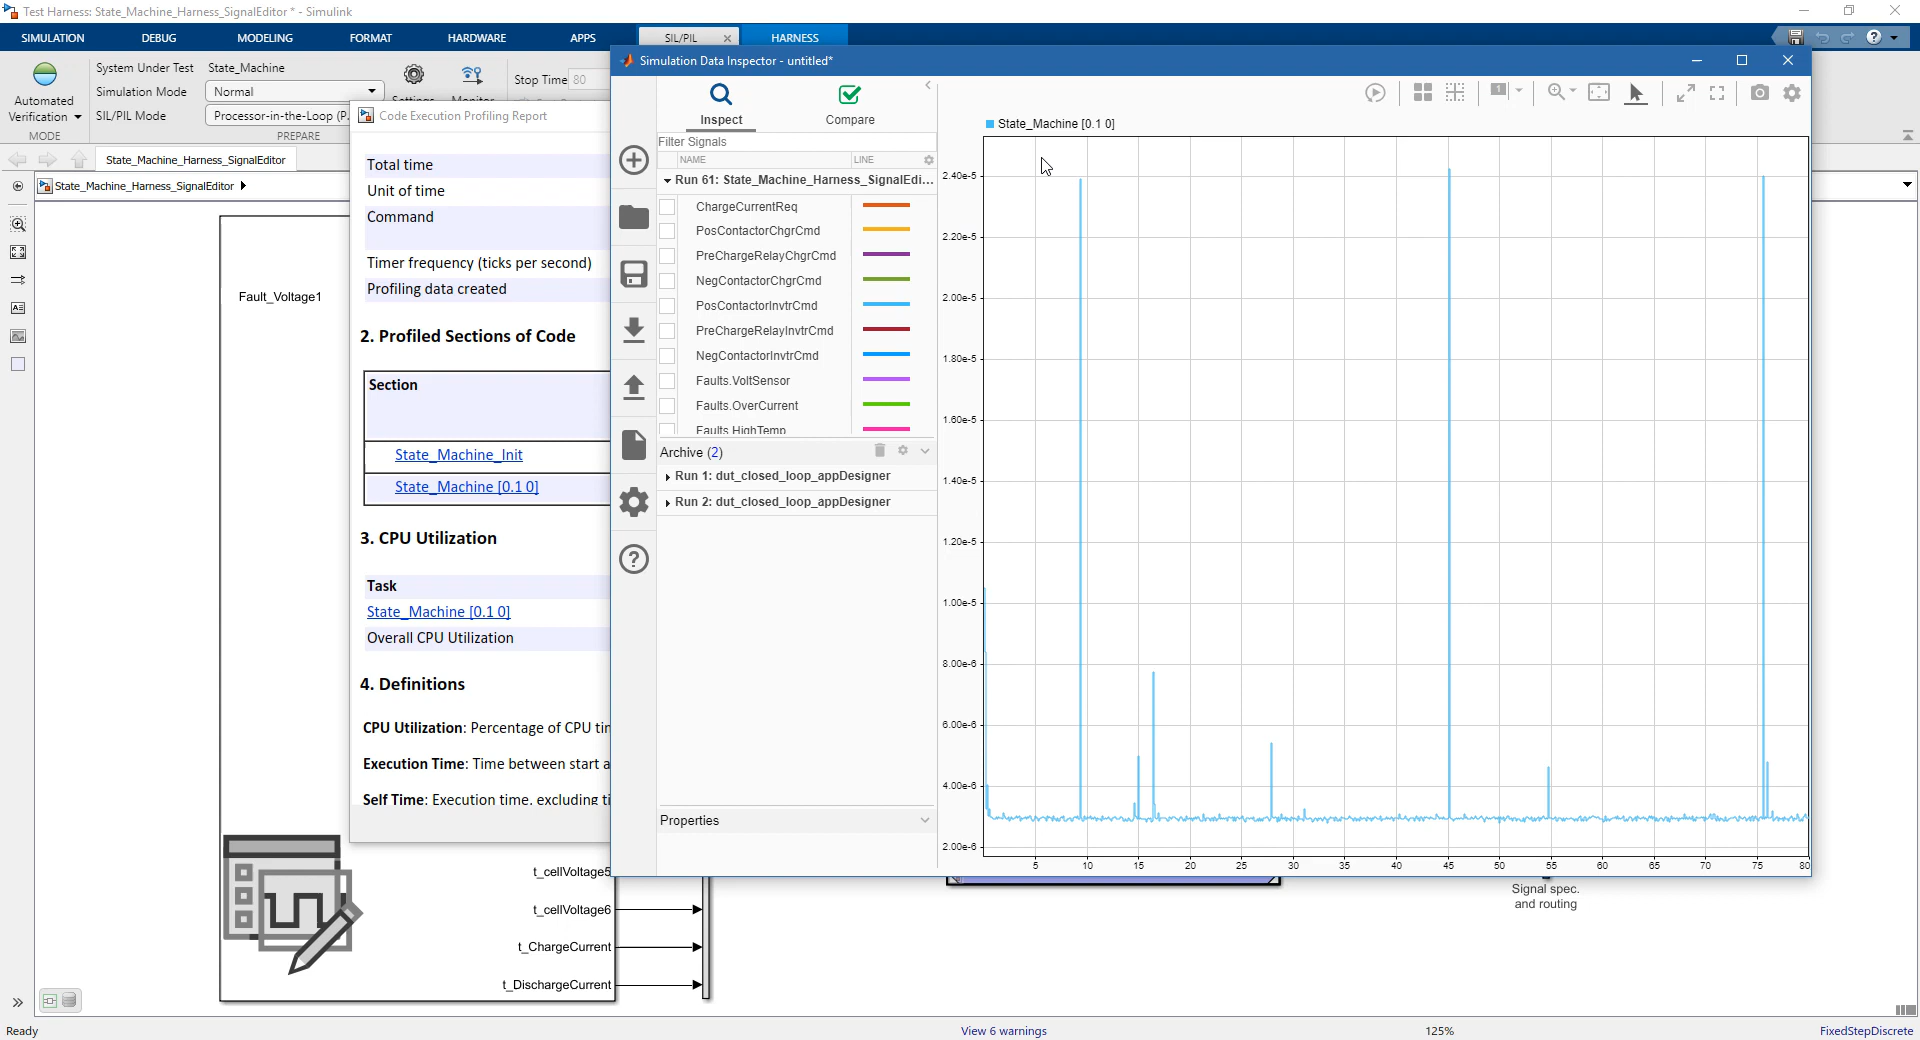 Test Harness: State_Machine_Harness_SignalEditor * - Simulink
SIMULATION DEBUG MODELING FORMAT HARDWARE APPS SIL/PIL HARNESS
System Under Test State_Machine
Simulation Mode Normal
SIL/PIL Mode Processor-in-the-Loop (P
Automated
Verification
MODE
PREPARE
Stop Time 80
State_Machine_Harness_SignalEditor
State_Machine_Harness_SignalEditor
Fault_Voltage1
Code Execution Profiling Report
Total time
Unit of time
Command
Timer frequency (ticks per second)
Profiling data created
2. Profiled Sections of Code
Section
State_Machine_Init
State_Machine [0.1 0]
3. CPU Utilization
Task
State_Machine [0.1 0]
Overall CPU Utilization
4. Definitions
CPU Utilization: Percentage of CPU
Execution Time: Time between start
Self Time: Execution time, excluding
Simulation Data Inspector - untitled*
Inspect
Compare
Filter Signals
NAME LINE
Run 61: State_Machine_Harness_SignalEdi...
ChargeCurrentReq
PosContactorChgrCmd
PreChargeRelayChgrCmd
NegContactorChgrCmd
PosContactorInvtrCmd
PreChargeRelayInvtrCmd
NegContactorInvtrCmd
Faults.VoltSensor
Faults.OverCurrent
Faults.HighTemp
Archive (2)
Run 1: dut_closed_loop_appDesigner
Run 2: dut_closed_loop_appDesigner
Properties
State_Machine [0.1 0]
2.40e-5
2.20e-5
2.00e-5
1.80e-5
1.60e-5
1.40e-5
1.20e-5
1.00e-5
8.00e-6
6.00e-6
4.00e-6
2.00e-6
5 10 15 20 25 30 35 40 45 50 55 60 65 70 75 80
t_cellVoltage5
t_cellVoltage6
t_ChargeCurrent
t_DischargeCurrent
Signal spec.
and routing
Ready
View 6 warnings
125%
FixedStepDiscrete